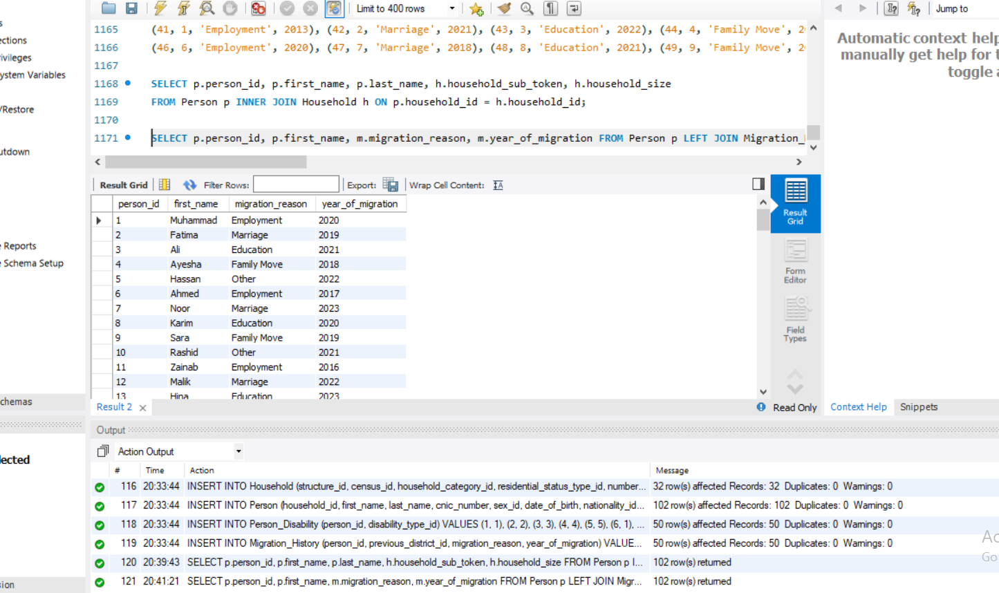 Limit to 400 rows
Jump to
s
ections
ivileges
ystem Variables
/Restore
utdown
e Reports
e Schema Setup
chemas
lected
sion
1165 (41, 1, 'Employment', 2013), (42, 2, 'Marriage', 2021), (43, 3, 'Education', 2022), (44, 4, 'Family Move', 2
1166 (46, 6, 'Employment', 2020), (47, 7, 'Marriage', 2018), (48, 8, 'Education', 2021), (49, 9, 'Family Move', 2
1167
1168 SELECT p.person_id, p.first_name, p.last_name, h.household_sub_token, h.household_size
1169 FROM Person p INNER JOIN Household h ON p.household_id = h.household_id;
1170
1171 SELECT p.person_id, p.first_name, m.migration_reason, m.year_of_migration FROM Person p LEFT JOIN Migration_
Automatic context help
manually get help for t
toggle a
Result Grid Filter Rows: Export: Wrap Cell Content:
person_id first_name migration_reason year_of_migration
1 Muhammad Employment 2020
2 Fatima Marriage 2019
3 Ali Education 2021
4 Ayesha Family Move 2018
5 Hassan Other 2022
6 Ahmed Employment 2017
7 Noor Marriage 2023
8 Karim Education 2020
9 Sara Family Move 2019
10 Rashid Other 2021
11 Zainab Employment 2016
12 Malik Marriage 2022
13 Hina Education 2023
Result
Grid
Form
Editor
Field
Types
Result 2
Read Only
Context Help Snippets
Output
Action Output
# Time Action Message
116 20:33:44 INSERT INTO Household (structure_id, census_id, household_category_id, residential_status_type_id, number... 32 row(s) affected Records: 32 Duplicates: 0 Warnings: 0
117 20:33:44 INSERT INTO Person (household_id, first_name, last_name, cnic_number, sex_id, date_of_birth, nationality_id... 102 row(s) affected Records: 102 Duplicates: 0 Warnings: 0
118 20:33:44 INSERT INTO Person_Disability (person_id, disability_type_id) VALUES (1, 1), (2, 2), (3, 3), (4, 4), (5, 5), (6, 1), ... 50 row(s) affected Records: 50 Duplicates: 0 Warnings: 0
119 20:33:44 INSERT INTO Migration_History (person_id, previous_district_id, migration_reason, year_of_migration) VALUE... 50 row(s) affected Records: 50 Duplicates: 0 Warnings: 0
120 20:39:43 SELECT p.person_id, p.first_name, p.last_name, h.household_sub_token, h.household_size FROM Person p I... 102 row(s) returned
121 20:41:21 SELECT p.person_id, p.first_name, m.migration_reason, m.year_of_migration FROM Person p LEFT JOIN Migr... 102 row(s) returned
Ac
Go